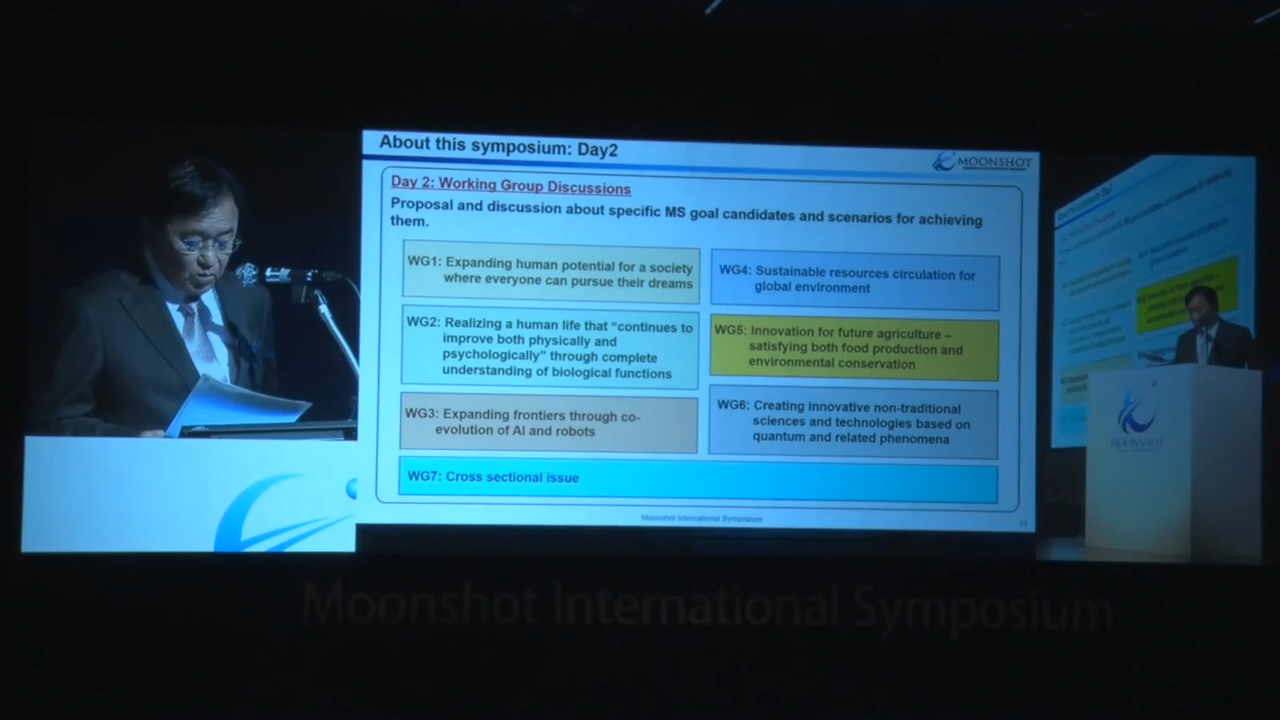 About this symposium: Day2
MOONSHOT
Day 2: Working Group Discussions
Proposal and discussion about specific MS goal candidates and scenarios for achieving
them.
WG1: Expanding human potential for a society
where everyone can pursue their dreams
WG2: Realizing a human life that “continues to
improve both physically and
psychologically” through complete
understanding of biological functions
WG3: Expanding frontiers through co-
evolution of AI and robots
WG4: Sustainable resources circulation for
global environment
WG5: Innovation for future agriculture –
satisfying both food production and
environmental conservation
WG6: Creating innovative non-traditional
sciences and technologies based on
quantum and related phenomena
WG7: Cross sectional issue
Moonshot International Symposium
MOONSHOT
Moonshot International Symposium